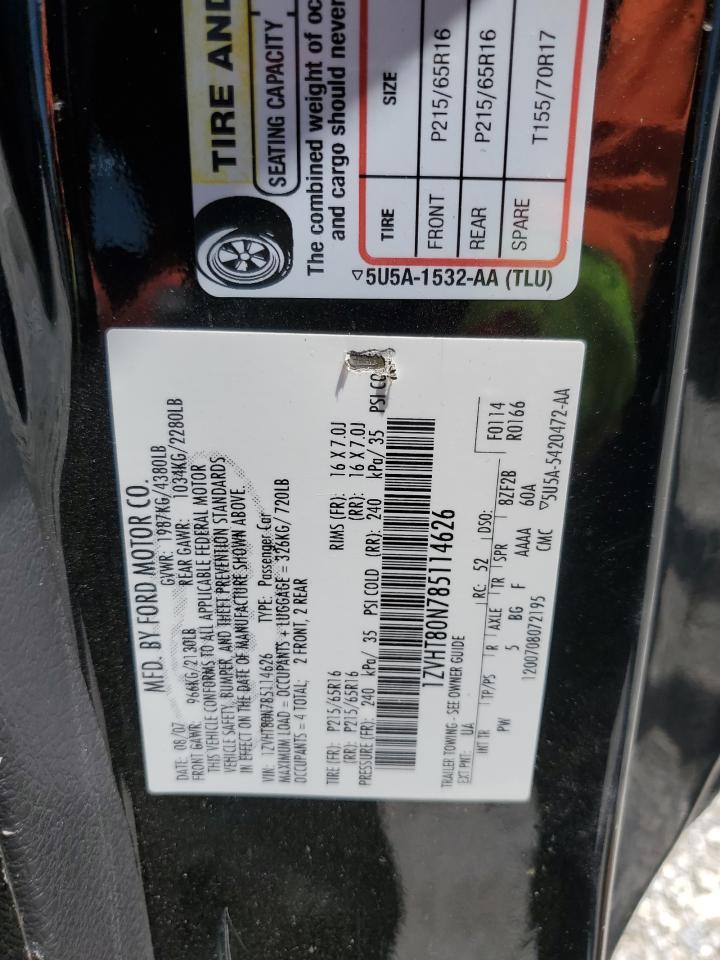 TIRE AND
SEATING CAPACITY
The combined weight of oc
and cargo should never
TIRE SIZE
FRONT P215/65R16
REAR P215/65R16
SPARE T155/70R17
5U5A-1532-AA (TLU)
MFD. BY FORD MOTOR CO.
DATE: 08/07 GVWR: 1987KG/4380LB
FRONT GAWR: 966KG/2130LB REAR GAWR: 1034KG/2280LB
THIS VEHICLE CONFORMS TO ALL APPLICABLE FEDERAL MOTOR
VEHICLE SAFETY, BUMPER, AND THEFT PREVENTION STANDARDS
IN EFFECT ON THE DATE OF MANUFACTURE SHOWN ABOVE.
VIN: 1ZVHT80N785114626 TYPE: Passenger Car
MAXIMUM LOAD = OCCUPANTS + LUGGAGE = 326KG/720LB
OCCUPANTS = 4 TOTAL; 2 FRONT, 2 REAR
TIRE (FR): P215/65R16 RIMS (FR): 16 X 7.0J
(RR): P215/65R16 (RR): 16 X 7.0J
PRESSURE (FR): 240 kPa/ 35 PSI COLD (RR): 240 kPa/ 35 PSI CO
1ZVHT80N785114626
TRAILER TOWING - SEE OWNER GUIDE
EXT PNT: UA RC: 52 DSO: F0114
R0166
INT TR TP/PS R AXLE TR SPR 8ZF2B
PW 5 BG F AAAA 60A
1200708072195 CMC 5U5A-5420472-AA